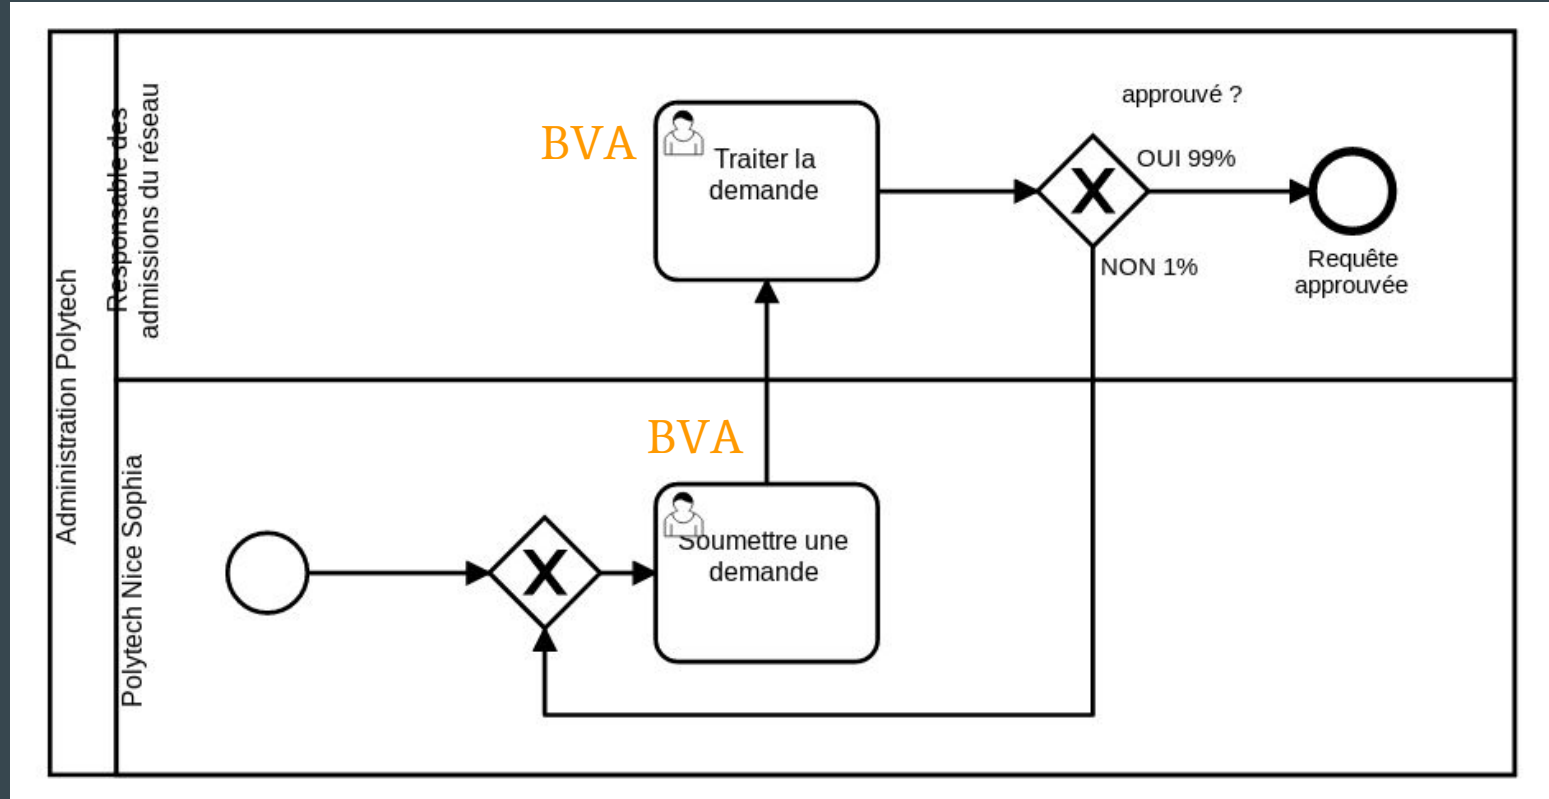 Administration Polytech
Responsable des
admissions du réseau
BVA
Traiter la
demande
approuvé ?
OUI 99%
NON 1%
Requête
approuvée
Polytech Nice Sophia
BVA
Soumettre une
demande